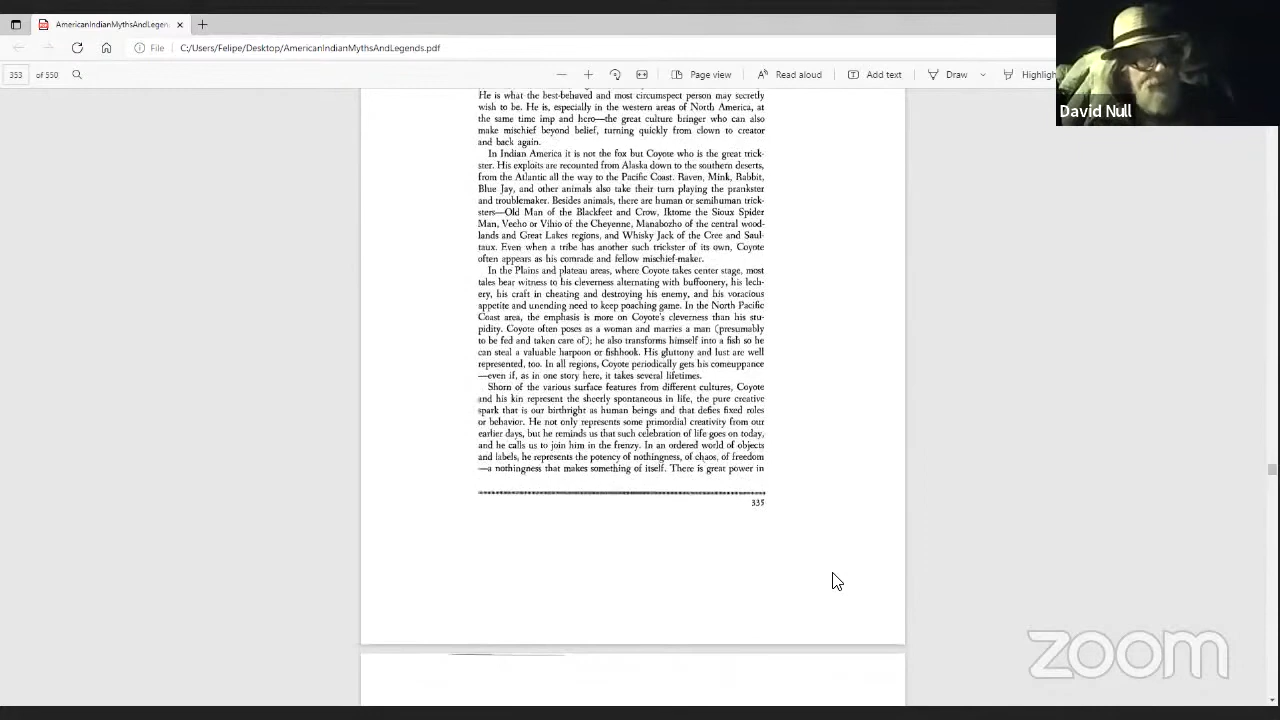 AmericanIndianMythsAndLegen
File
C:/Users/Felipe/Desktop/AmericanIndianMythsAndLegends.pdf
353 of 550
Page view
Read aloud
Add text
Draw
Highligh
David Null
He is what the best-behaved and most circumspect person may secretly
wish to be. He is, especially in the western areas of North America, at
the same time imp and hero—the great culture bringer who can also
make mischief beyond belief, turning quickly from clown to creator
and back again.
In Indian America it is not the fox but Coyote who is the great trick-
ster. His exploits are recounted from Alaska down to the southern deserts,
from the Atlantic all the way to the Pacific Coast. Raven, Mink, Rabbit,
Blue Jay, and other animals also take their turn playing the prankster
and troublemaker. Besides animals, there are human or semihuman trick-
sters—Old Man of the Blackfeet and Crow, Iktome the Sioux Spider
Man, Veeho or Vihio of the Cheyenne, Manabozho of the central wood-
lands and Great Lakes regions, and Whisky Jack of the Cree and Saul-
taux. Even when a tribe has another such trickster of its own, Coyote
often appears as his comrade and fellow mischief-maker.
In the Plains and plateau areas, where Coyote takes center stage, most
tales bear witness to his cleverness alternating with buffoonery, his lech-
ery, his craft in cheating and destroying his enemy, and his voracious
appetite and unending need to keep poaching game. In the North Pacific
Coast area, the emphasis is more on Coyote's cleverness than his stu-
pidity. Coyote often poses as a woman and marries a man (presumably
to be fed and taken care of); he also transforms himself into a fish so he
can steal a valuable harpoon or fishhook. His gluttony and lust are well
represented, too. In all regions, Coyote periodically gets his comeuppance
—even if, as in one story here, it takes several lifetimes.
Shorn of the various surface features from different cultures, Coyote
and his kin represent the sheerly spontaneous in life, the pure creative
spark that is our birthright as human beings and that defies fixed roles
or behavior. He not only represents some primordial creativity from our
earlier days, but he reminds us that such celebration of life goes on today,
and he calls us to join him in the frenzy. In an ordered world of objects
and labels, he represents the potency of nothingness, of chaos, of freedom
—a nothingness that makes something of itself. There is great power in
335
zoom